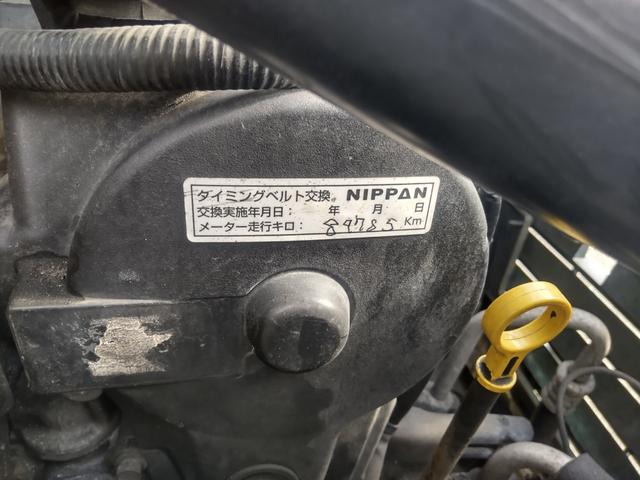 タイミングベルト交換。 NIPPAN
交換実施年月日： 年 月 日
メーター走行キロ： 89785 Km